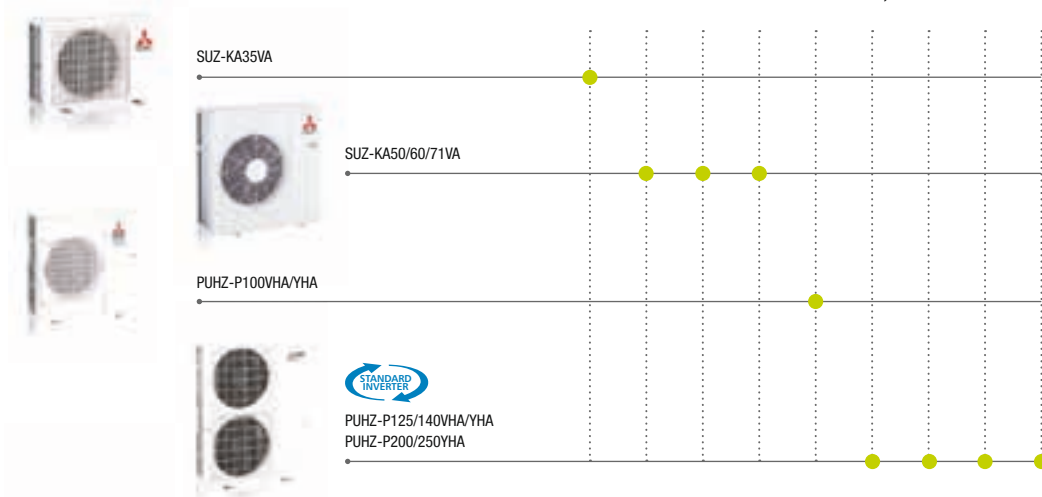 SUZ-KA35VA
SUZ-KA50/60/71VA
PUHZ-P100VHA/YHA
STANDARD
INVERTER
PUHZ-P125/140VHA/YHA
PUHZ-P200/250YHA